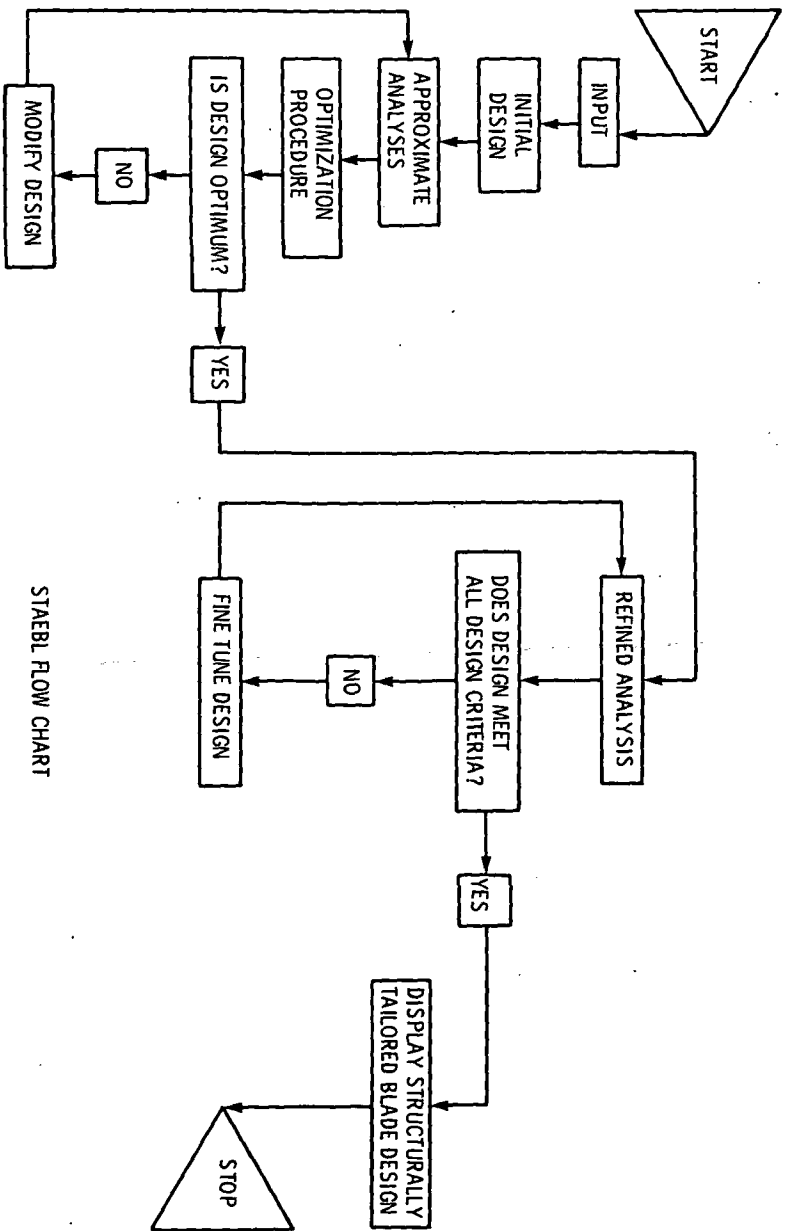 START
INPUT
INITIAL
DESIGN
APPROXIMATE
ANALYSES
OPTIMIZATION
PROCEDURE
IS DESIGN OPTIMUM?
NO
MODIFY DESIGN
YES
REFINED ANALYSIS
DOES DESIGN MEET
ALL DESIGN CRITERIA?
NO
FINE TUNE DESIGN
YES
DISPLAY STRUCTURALLY
TAILORED BLADE DESIGN
STOP
STAEBL FLOW CHART